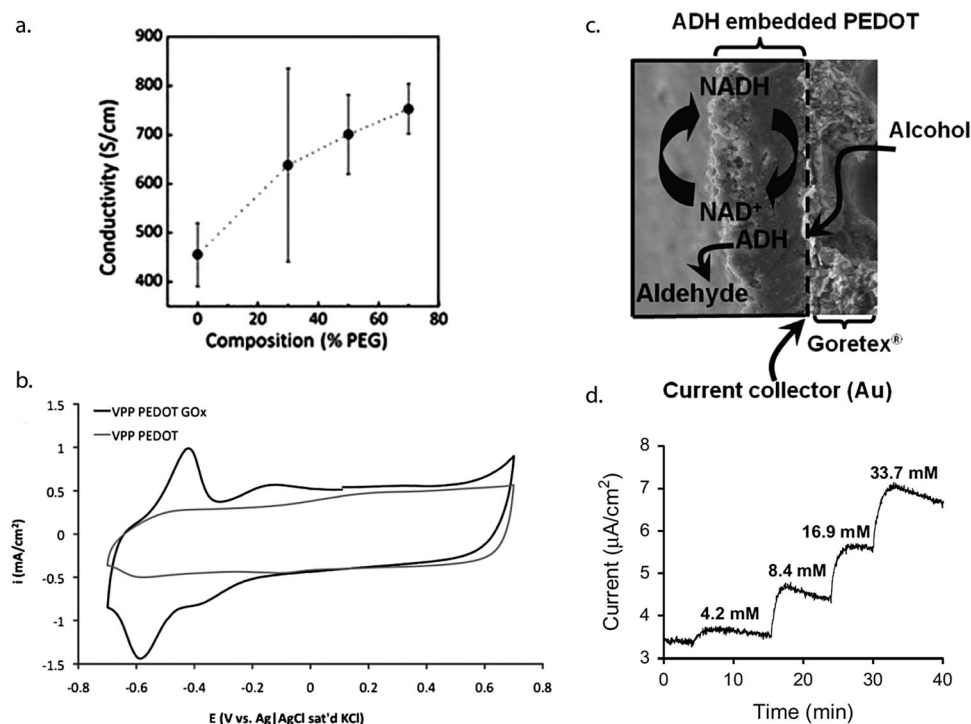 a.
900
800
700
600
500
400
Conductivity (S/cm)
0 20 40 60 80
Composition (% PEG)
b.
VPP PEDOT GOx
VPP PEDOT
1.5
1
0.5
0
-0.5
-1
-1.5
i (mA/cm²)
-0.8 -0.6 -0.4 -0.2 0 0.2 0.4 0.6 0.8
E (V vs. Ag|AgCl sat'd KCl)
c.
ADH embedded PEDOT
NADH
Alcohol
NAD⁺
ADH
Aldehyde
Goretex®
Current collector (Au)
d.
8
7
6
5
4
3
Current (µA/cm²)
33.7 mM
16.9 mM
8.4 mM
4.2 mM
0 10 20 30 40
Time (min)